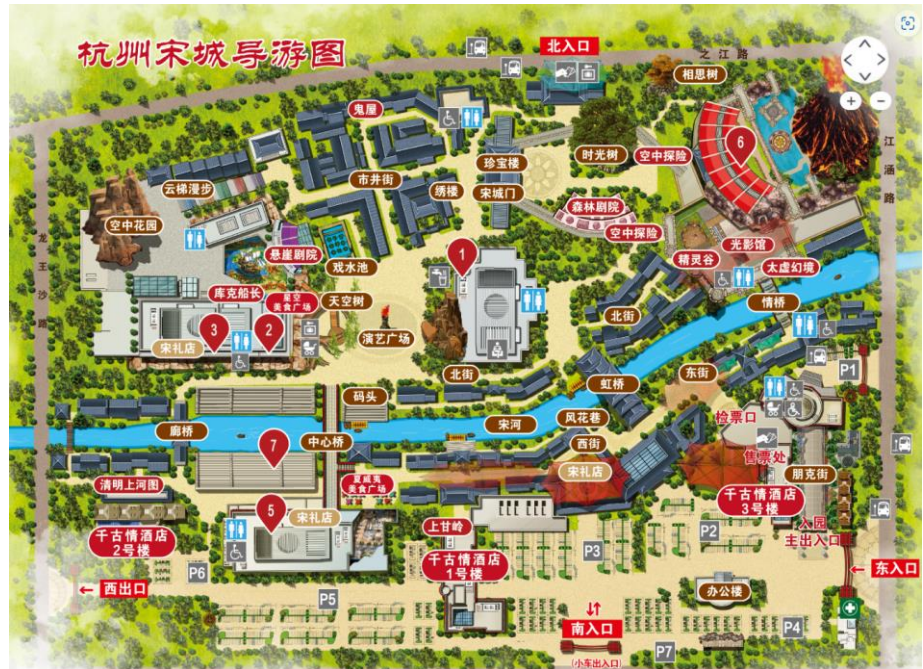 杭州宋城导游图
北入口
之江路
相思树
鬼屋
6
珍宝楼
时光树
空中探险
江涵路
云梯漫步
市井街
绣楼
宋城门
森林剧院
空中花园
空中探险
光影馆
龙王沙路
悬崖剧院
戏水池
1
精灵谷
太虚幻境
库克船长
星空
美食广场
天空树
情桥
3
2
演艺广场
北街
宋礼店
P1
北街
虹桥
东街
码头
检票口
廊桥
中心桥
宋河
风花巷
7
西街
售票处
清明上河图
夏威夷
美食广场
宋礼店
朋克街
5
宋礼店
千古情酒店
3号楼
千古情酒店
2号楼
上甘岭
P2
入园
主出入口
P3
千古情酒店
1号楼
东入口
P6
西出口
办公楼
P5
南入口
P4
P7
(小车出入口)